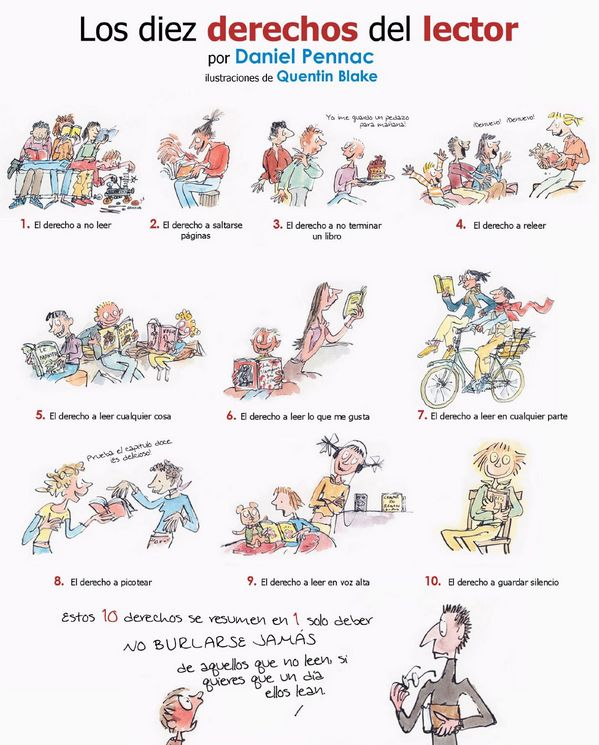 Los diez derechos del lector
por Daniel Pennac
ilustraciones de Quentin Blake
Ya me guardo un pedazo
para mañana!
¡Denuevo! ¡Denuevo!
1. El derecho a no leer
2. El derecho a saltarse
páginas
3. El derecho a no terminar
un libro
4. El derecho a releer
5. El derecho a leer cualquier cosa
6. El derecho a leer lo que me gusta
7. El derecho a leer en cualquier parte
Prueba el capitulo doce
¡es delicioso!
8. El derecho a picotear
9. El derecho a leer en voz alta
10. El derecho a guardar silencio
Estos 10 derechos se resumen en 1 solo deber
NO BURLARSE JAMÁS
de aquellos que no leen, si
quieres que un día
ellos lean.